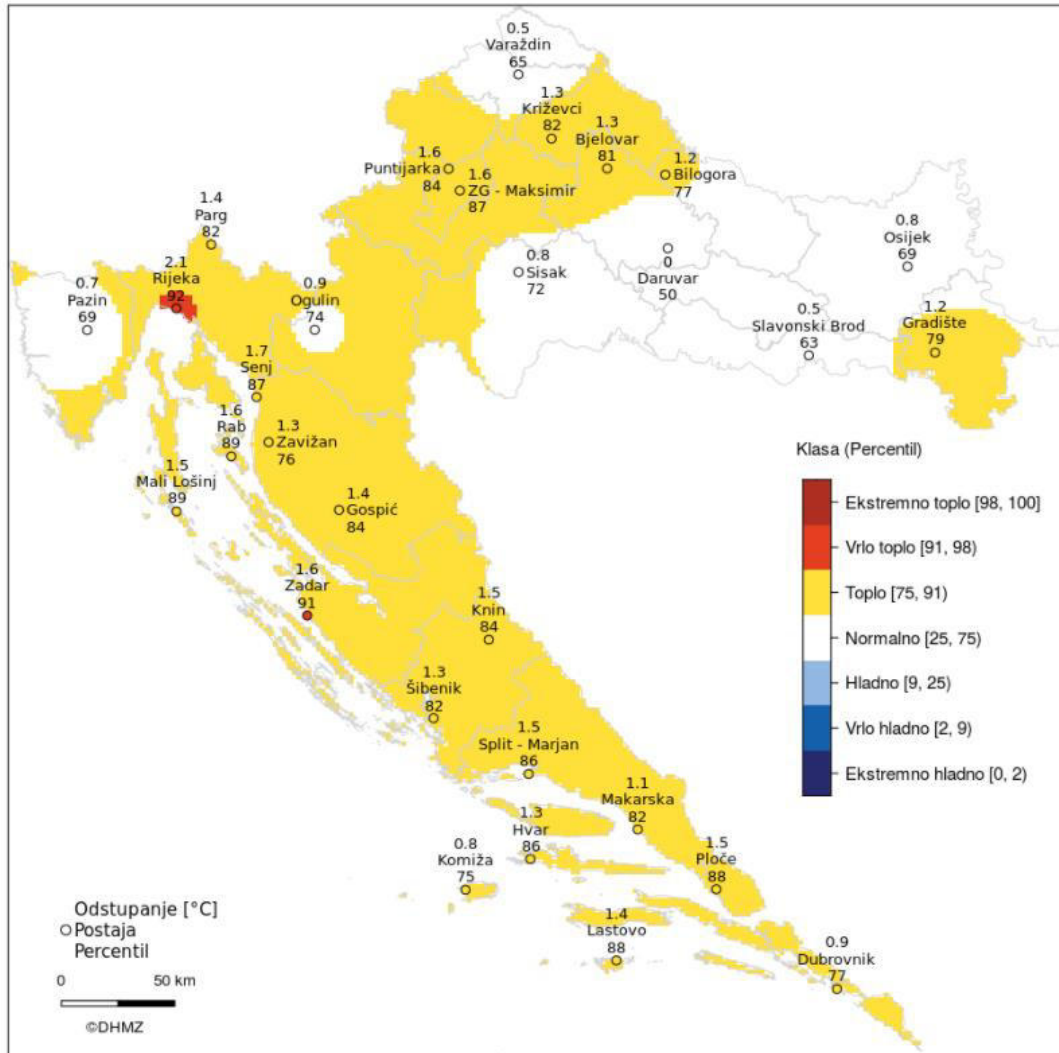 0.5
Varaždin
65
1.3
Križevci
82
1.3
Bjelovar
81
1.6
Puntijarka
84
1.6
ZG - Maksimir
87
1.2
Bilogora
77
1.4
Parg
82
0.8
Osijek
69
0.8
Sisak
72
0
Daruvar
50
2.1
Rijeka
92
0.7
Pazin
69
0.9
Ogulin
74
0.5
Slavonski Brod
63
1.2
Gradište
79
1.7
Senj
87
1.6
Rab
89
1.3
Zavižan
76
1.5
Mali Lošinj
89
1.4
Gospić
84
1.6
Zadar
91
1.5
Knin
84
1.3
Šibenik
82
1.5
Split - Marjan
86
1.1
Makarska
82
1.3
Hvar
86
0.8
Komiža
75
1.5
Ploče
88
1.4
Lastovo
88
0.9
Dubrovnik
77
Klasa (Percentil)
Ekstremno toplo [98, 100]
Vrlo toplo [91, 98)
Toplo [75, 91)
Normalno [25, 75)
Hladno [9, 25)
Vrlo hladno [2, 9)
Ekstremno hladno [0, 2)
Odstupanje [°C]
Postaja
Percentil
0 50 km
©DHMZ